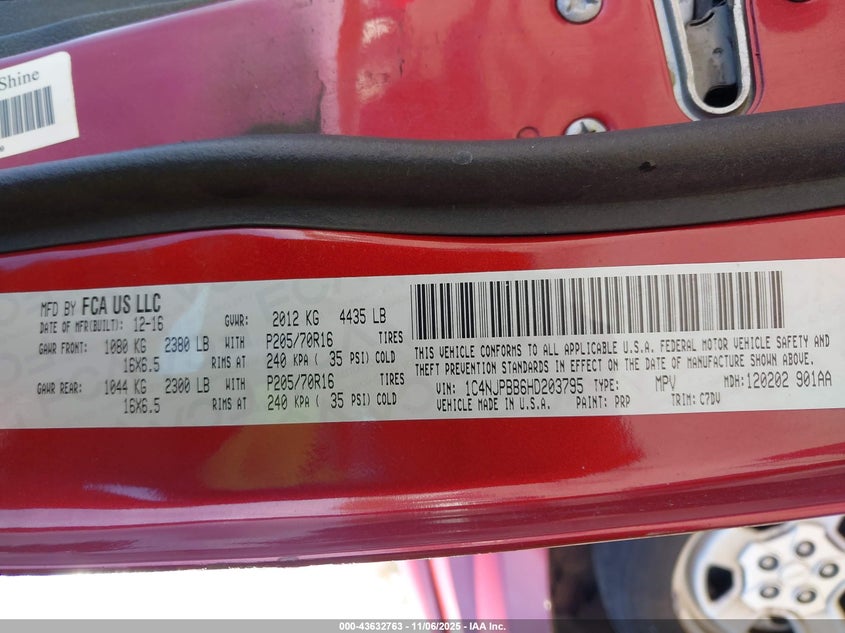 Shine
MFD BY FCA US LLC
DATE OF MFR(BUILT): 12-16 GVWR: 2012 KG 4435 LB
GAWR FRONT: 1080 KG 2380 LB WITH P205/70R16 TIRES
16X6.5 RIMS AT 240 KPA ( 35 PSI) COLD
GAWR REAR: 1044 KG 2300 LB WITH P205/70R16 TIRES
16X6.5 RIMS AT 240 KPA ( 35 PSI) COLD
THIS VEHICLE CONFORMS TO ALL APPLICABLE U.S.A. FEDERAL MOTOR VEHICLE SAFETY AND
THEFT PREVENTION STANDARDS IN EFFECT ON THE DATE OF MANUFACTURE SHOWN ABOVE.
VIN: 1C4NJPBB6HD203795 TYPE: MPV MDH: 120202 901AA
VEHICLE MADE IN U.S.A. PAINT: PRP TRIM: C7DV
000-43632763 - 11/06/2025 - IAA Inc.